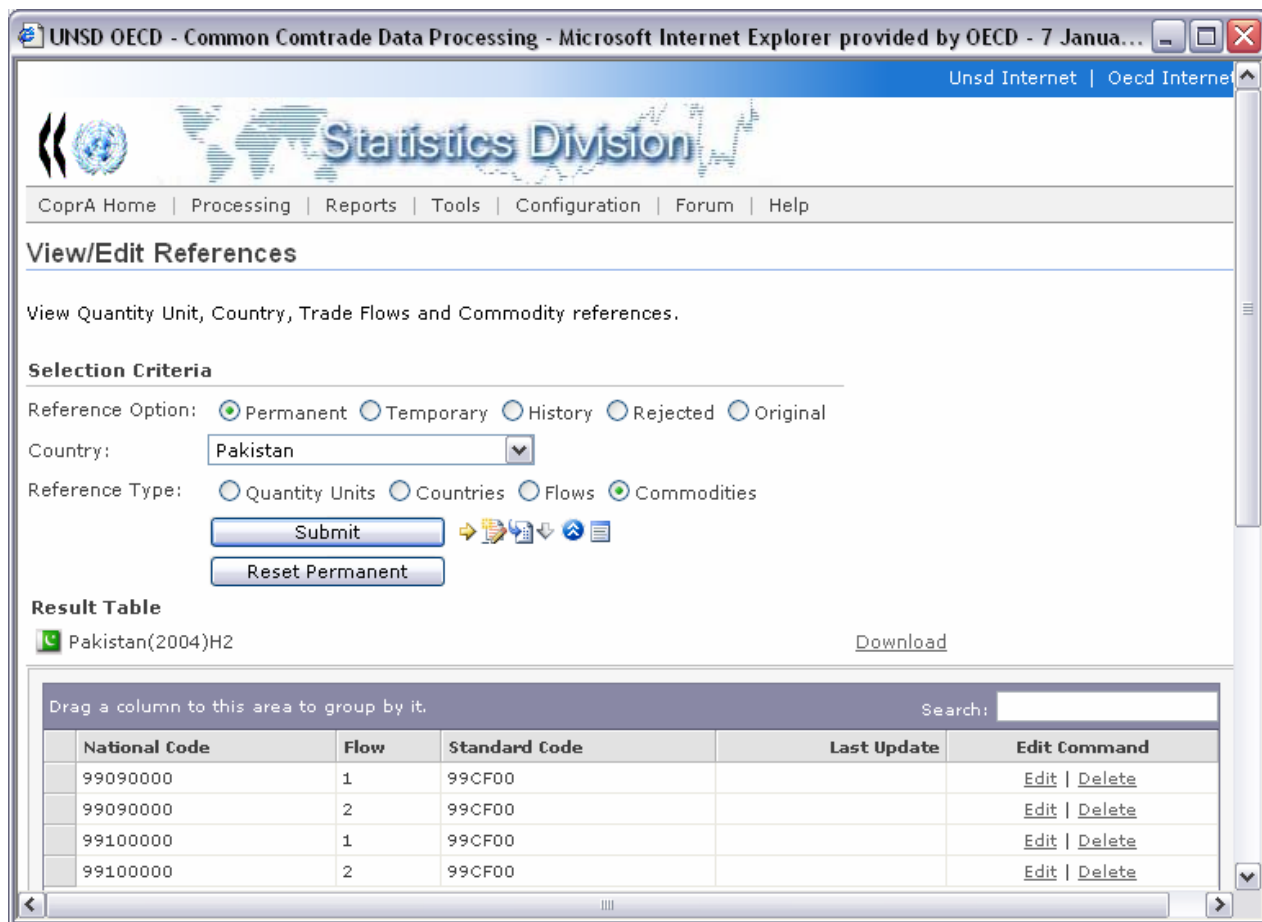 UNSD OECD - Common Comtrade Data Processing - Microsoft Internet Explorer provided by OECD - 7 Janua...
Unsd Internet | Oecd Internet
Statistics Division
CoprA Home | Processing | Reports | Tools | Configuration | Forum | Help
View/Edit References
View Quantity Unit, Country, Trade Flows and Commodity references.
Selection Criteria
Reference Option: Permanent Temporary History Rejected Original
Country: Pakistan
Reference Type: Quantity Units Countries Flows Commodities
Submit
Reset Permanent
Result Table
Pakistan(2004)H2 Download
Drag a column to this area to group by it. Search:
National Code Flow Standard Code Last Update Edit Command
99090000 1 99CF00 Edit | Delete
99090000 2 99CF00 Edit | Delete
99100000 1 99CF00 Edit | Delete
99100000 2 99CF00 Edit | Delete